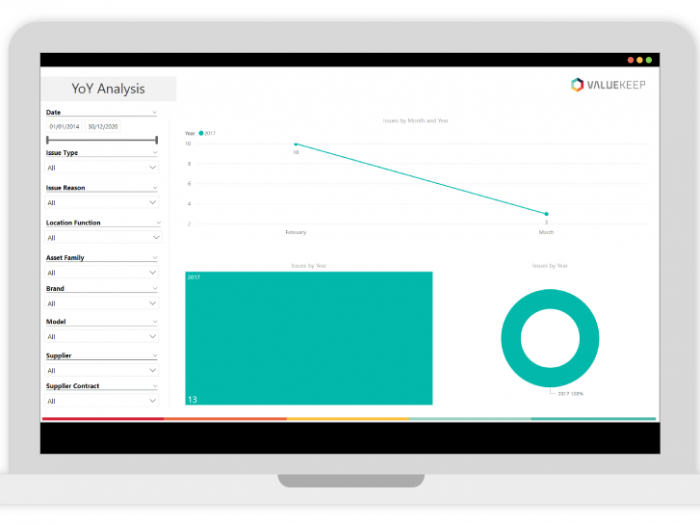 YoY Analysis
VALUEKEEP
Date
01/01/2014 30/12/2020
Issue Type
All
Issue Reason
All
Location Function
All
Asset Family
All
Brand
All
Model
All
Supplier
All
Supplier Contract
All
Issues by Month and Year
Year 2017
10
8
6
4
2
10
3
February
March
Issues by Year
2017
13
Issues by Year
2017 100%